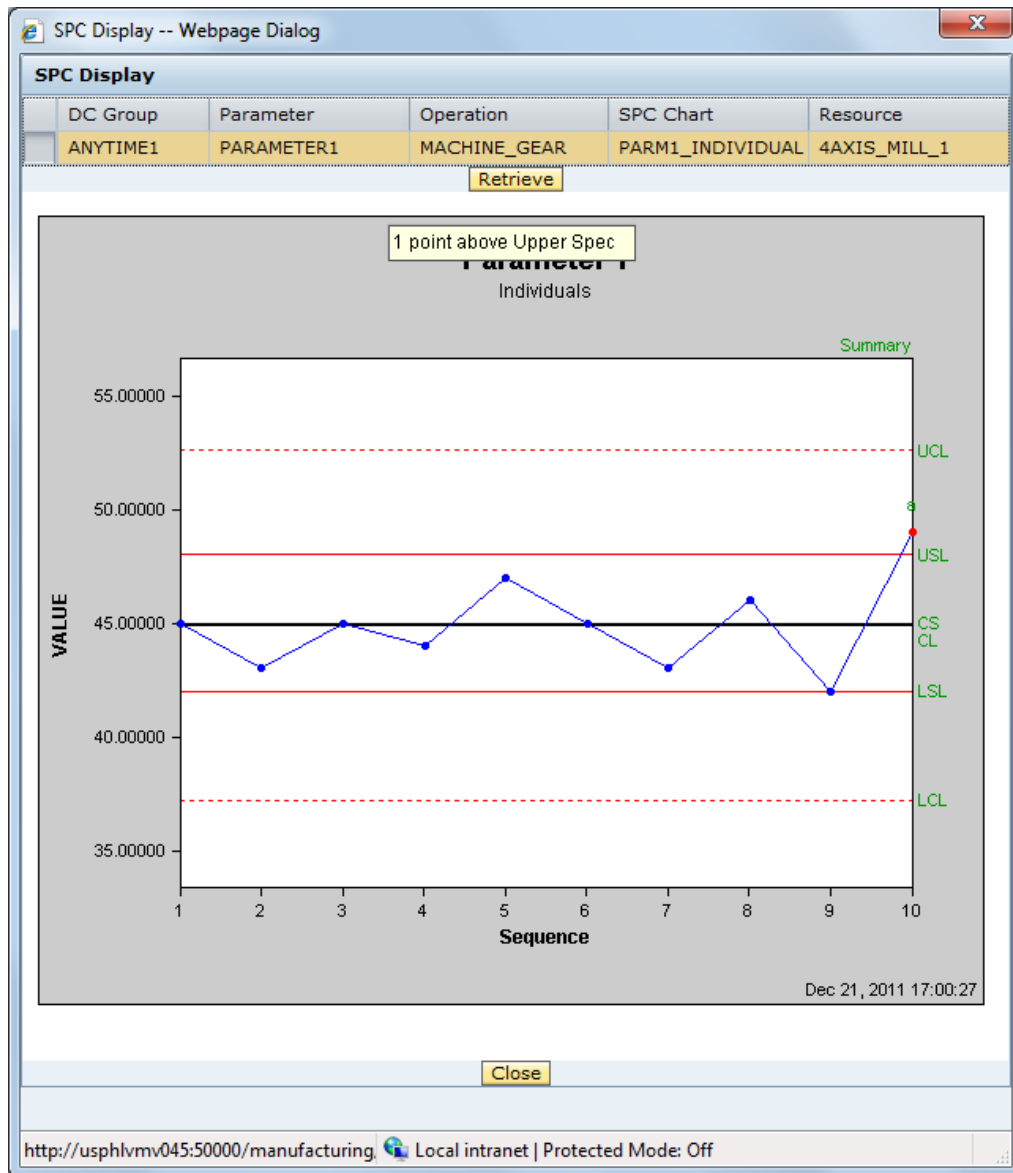 SPC Display -- Webpage Dialog
SPC Display
DC Group Parameter Operation SPC Chart Resource
ANYTIME1 PARAMETER1 MACHINE_GEAR PARM1_INDIVIDUAL 4AXIS_MILL_1
Retrieve
1 point above Upper Spec
Parameter 1
Individuals
Summary
55.00000
UCL
50.00000
a
USL
VALUE
45.00000
CS
CL
LSL
40.00000
LCL
35.00000
1 2 3 4 5 6 7 8 9 10
Sequence
Dec 21, 2011 17:00:27
Close
http://usphlvmv045:50000/manufacturing, Local intranet | Protected Mode: Off